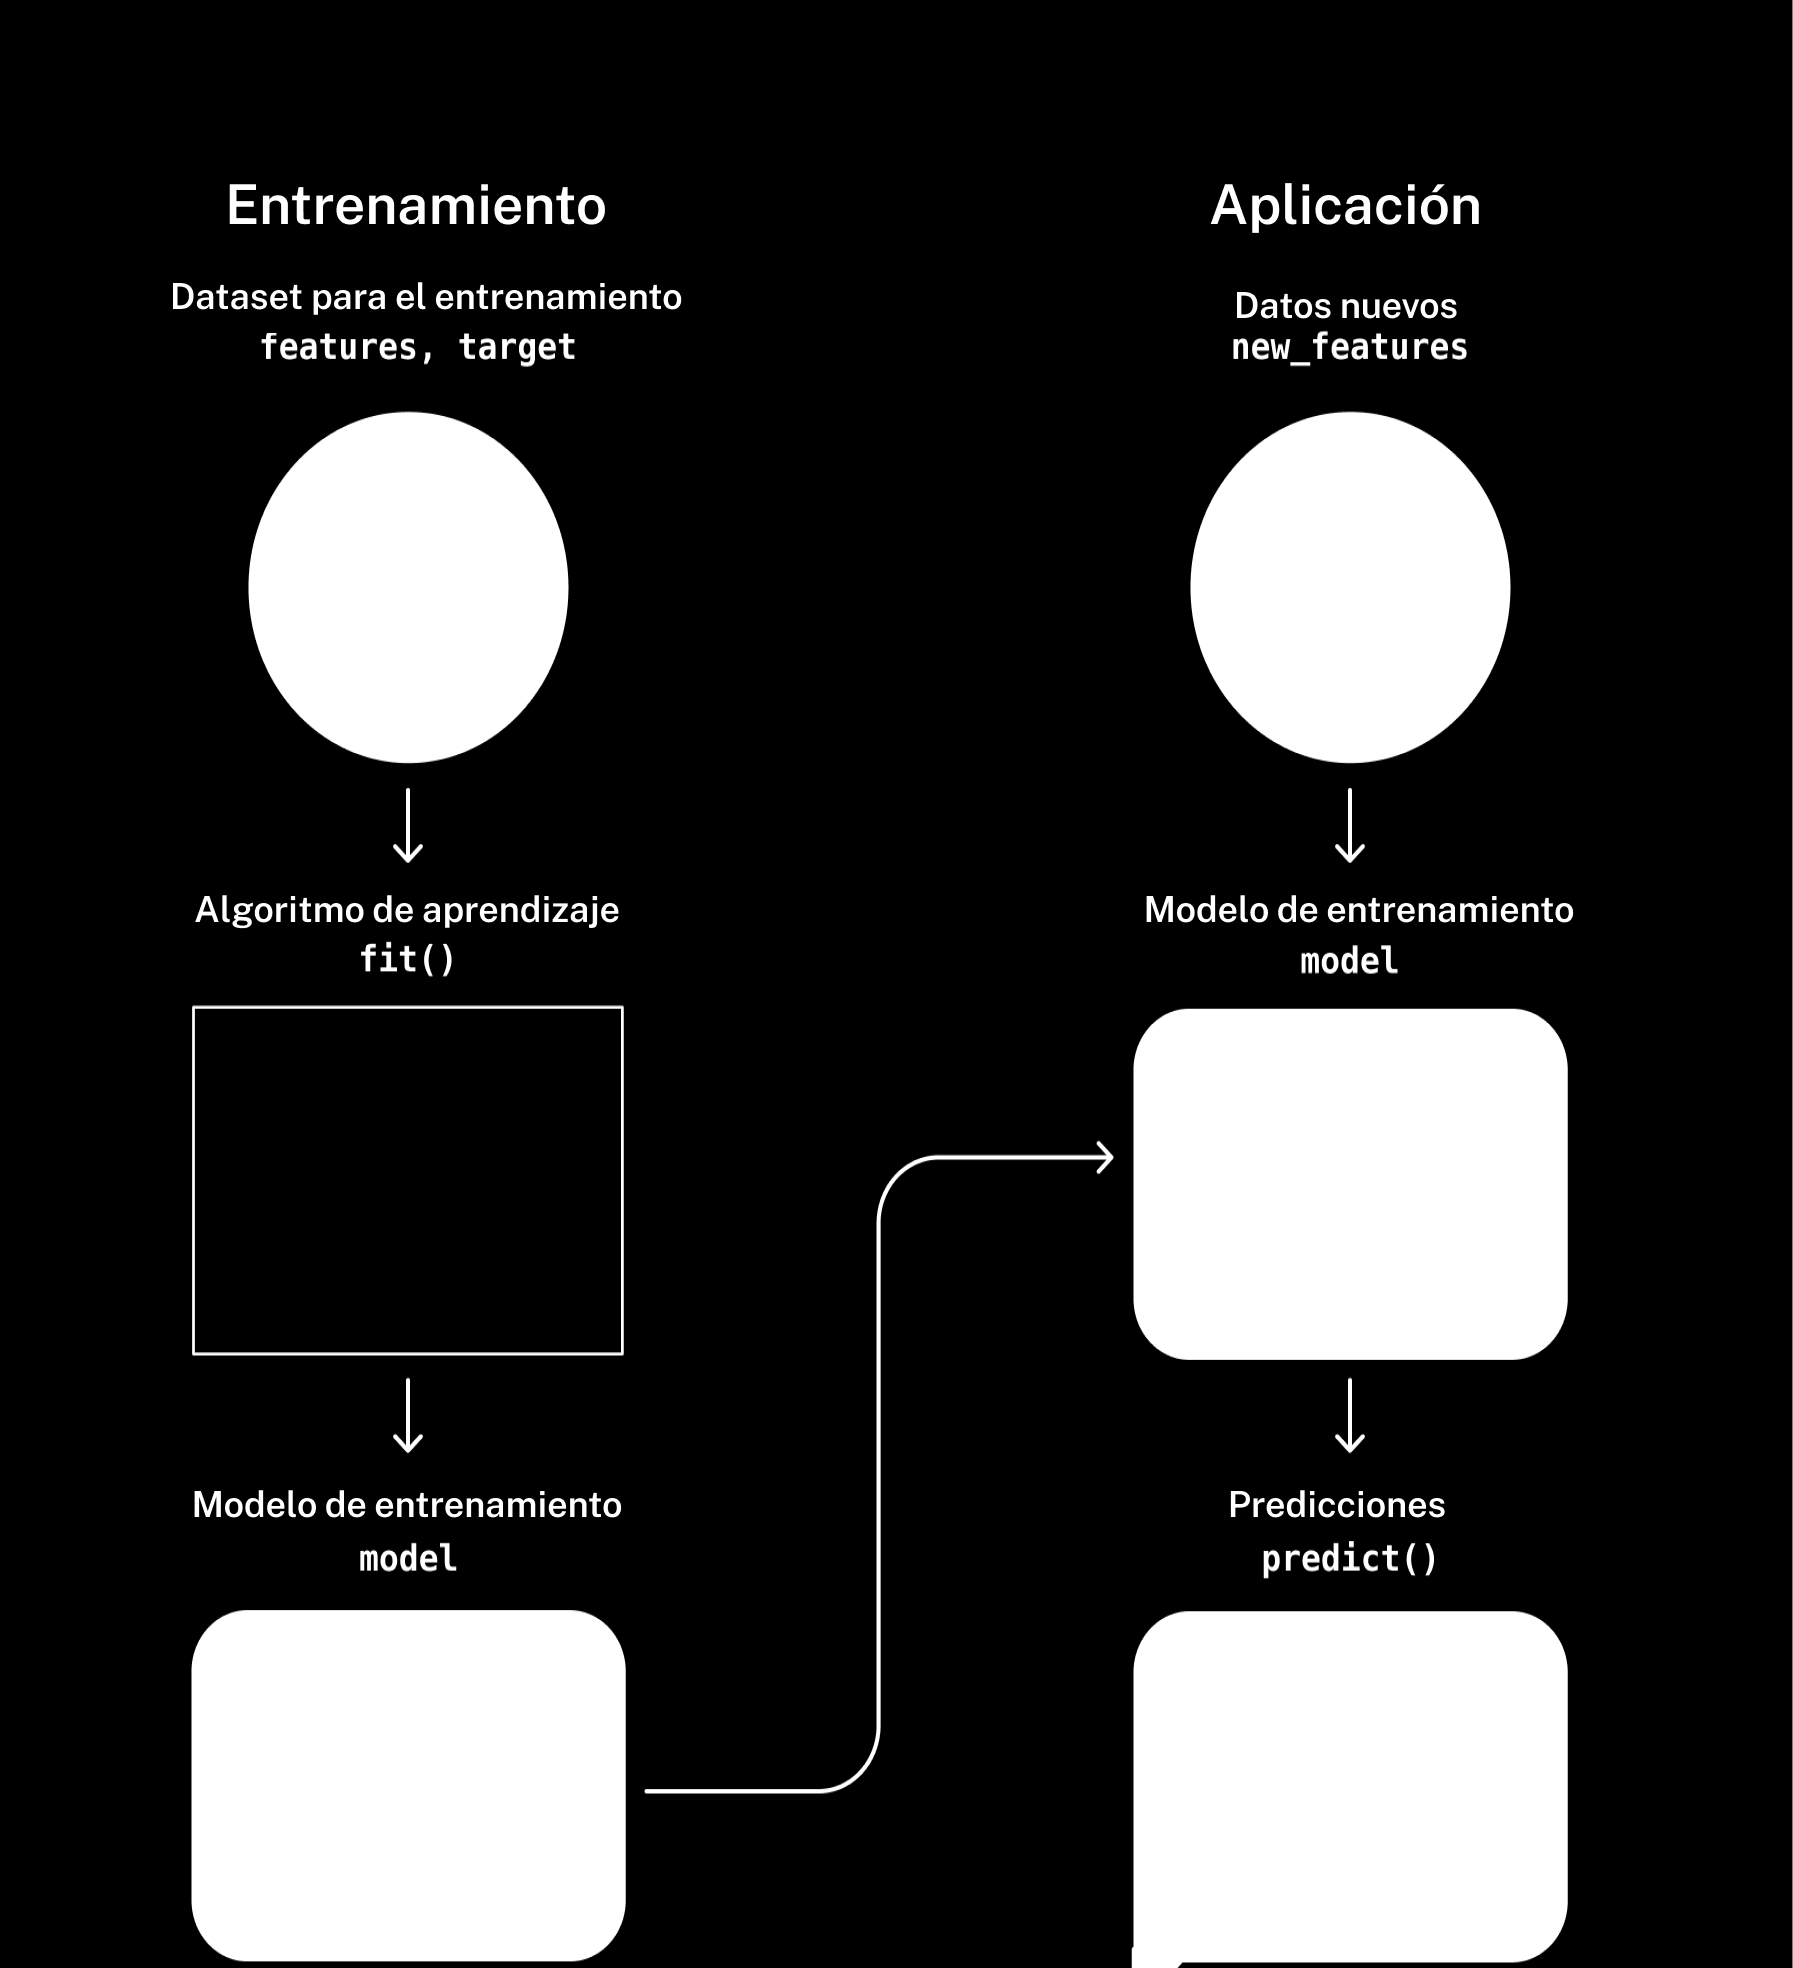 Entrenamiento
Dataset para el entrenamiento
features, target
Algoritmo de aprendizaje
fit()
Modelo de entrenamiento
model
Aplicación
Datos nuevos
new_features
Modelo de entrenamiento
model
Predicciones
predict()